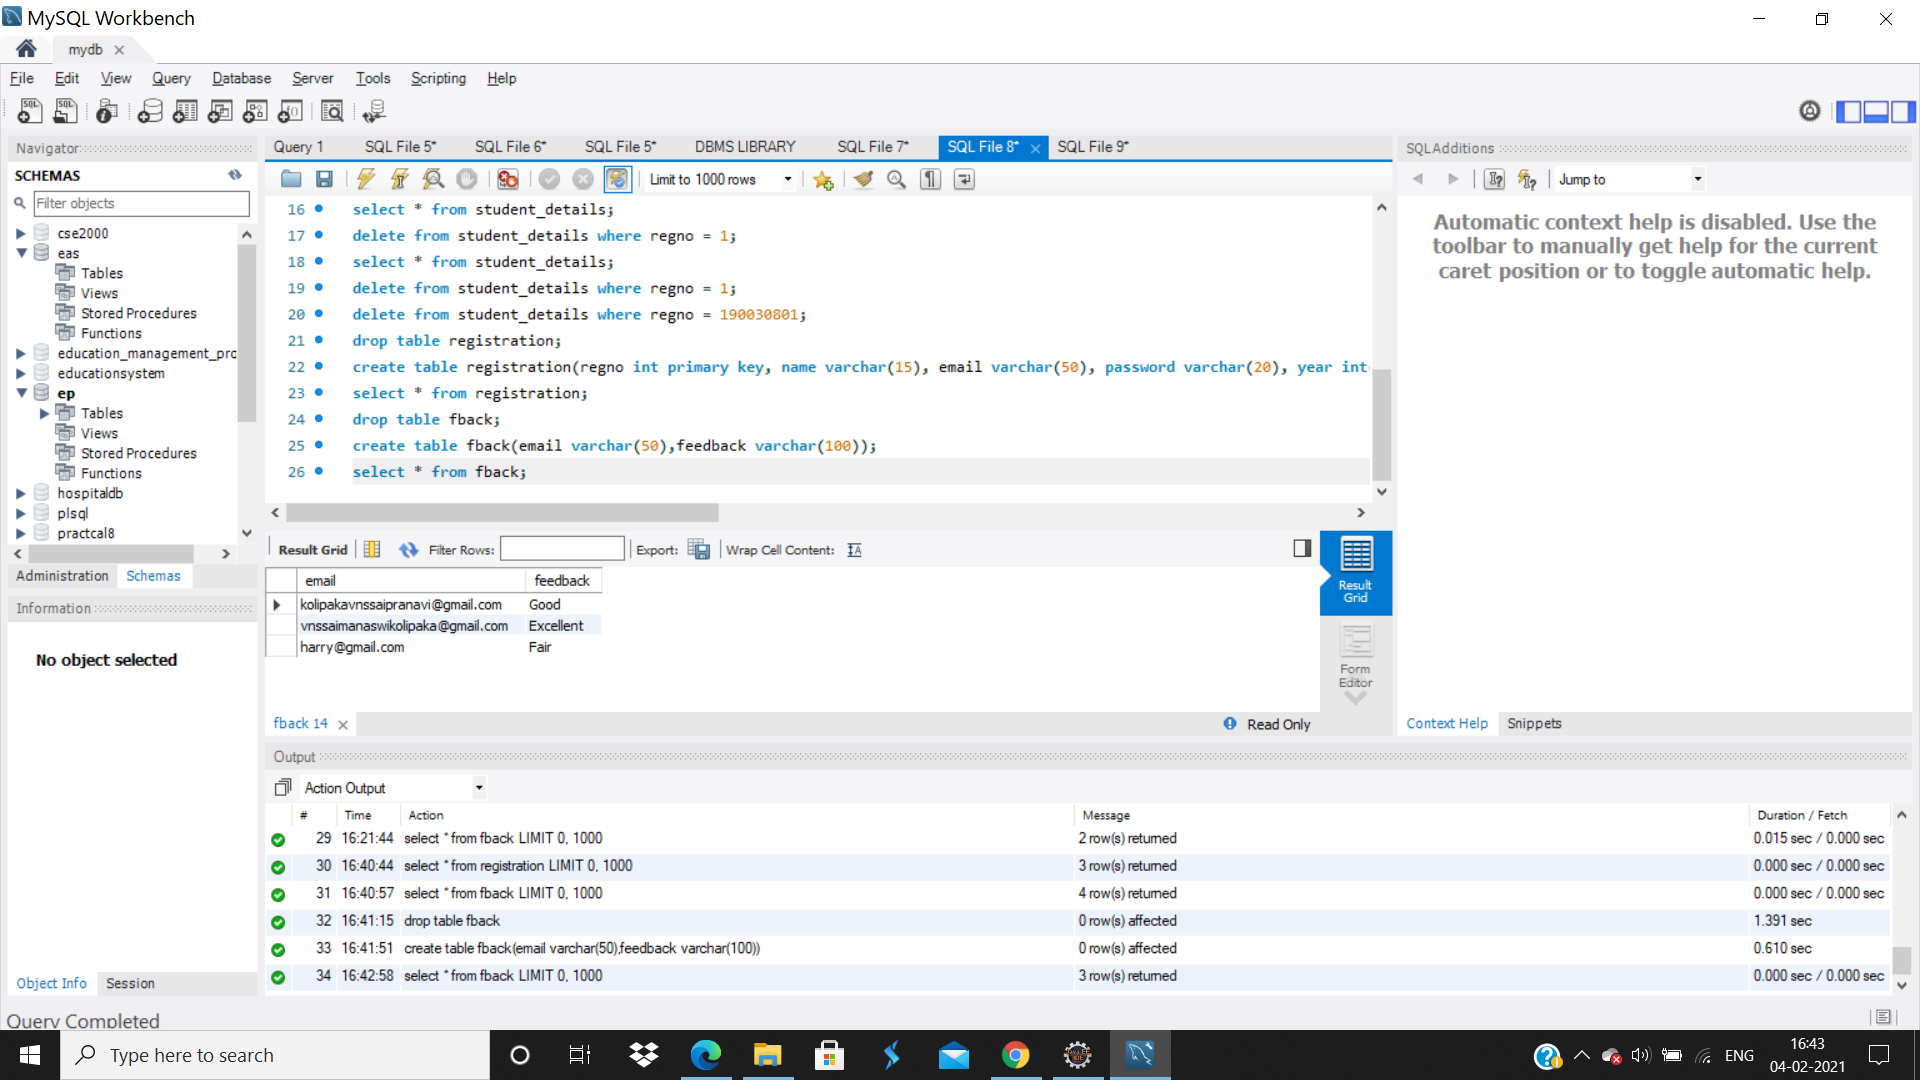 MySQL Workbench
mydb
File Edit View Query Database Server Tools Scripting Help
Navigator
SCHEMAS
Filter objects
cse2000
eas
Tables
Views
Stored Procedures
Functions
education_management_prc
educationsystem
ep
Tables
Views
Stored Procedures
Functions
hospitaldb
plsql
practcal8
Administration Schemas
Information
No object selected
Object Info Session
Query Completed
Query 1 SQL File 5* SQL File 6* SQL File 5* DBMS LIBRARY SQL File 7* SQL File 8* SQL File 9*
Limit to 1000 rows
16 select * from student_details;
17 delete from student_details where regno = 1;
18 select * from student_details;
19 delete from student_details where regno = 1;
20 delete from student_details where regno = 190030801;
21 drop table registration;
22 create table registration(regno int primary key, name varchar(15), email varchar(50), password varchar(20), year int
23 select * from registration;
24 drop table fback;
25 create table fback(email varchar(50),feedback varchar(100));
26 select * from fback;
Result Grid Filter Rows: Export: Wrap Cell Content:
email feedback
kolipakavnssaipranavi@gmail.com Good
vnssaimanaswikolipaka@gmail.com Excellent
harry@gmail.com Fair
Result
Grid
Form
Editor
fback 14
Read Only
SQLAdditions
Jump to
Automatic context help is disabled. Use the
toolbar to manually get help for the current
caret position or to toggle automatic help.
Context Help Snippets
Output
Action Output
# Time Action Message Duration / Fetch
29 16:21:44 select * from fback LIMIT 0, 1000 2 row(s) returned 0.015 sec / 0.000 sec
30 16:40:44 select * from registration LIMIT 0, 1000 3 row(s) returned 0.000 sec / 0.000 sec
31 16:40:57 select * from fback LIMIT 0, 1000 4 row(s) returned 0.000 sec / 0.000 sec
32 16:41:15 drop table fback 0 row(s) affected 1.391 sec
33 16:41:51 create table fback(email varchar(50),feedback varchar(100)) 0 row(s) affected 0.610 sec
34 16:42:58 select * from fback LIMIT 0, 1000 3 row(s) returned 0.000 sec / 0.000 sec
Type here to search
ENG
16:43
04-02-2021